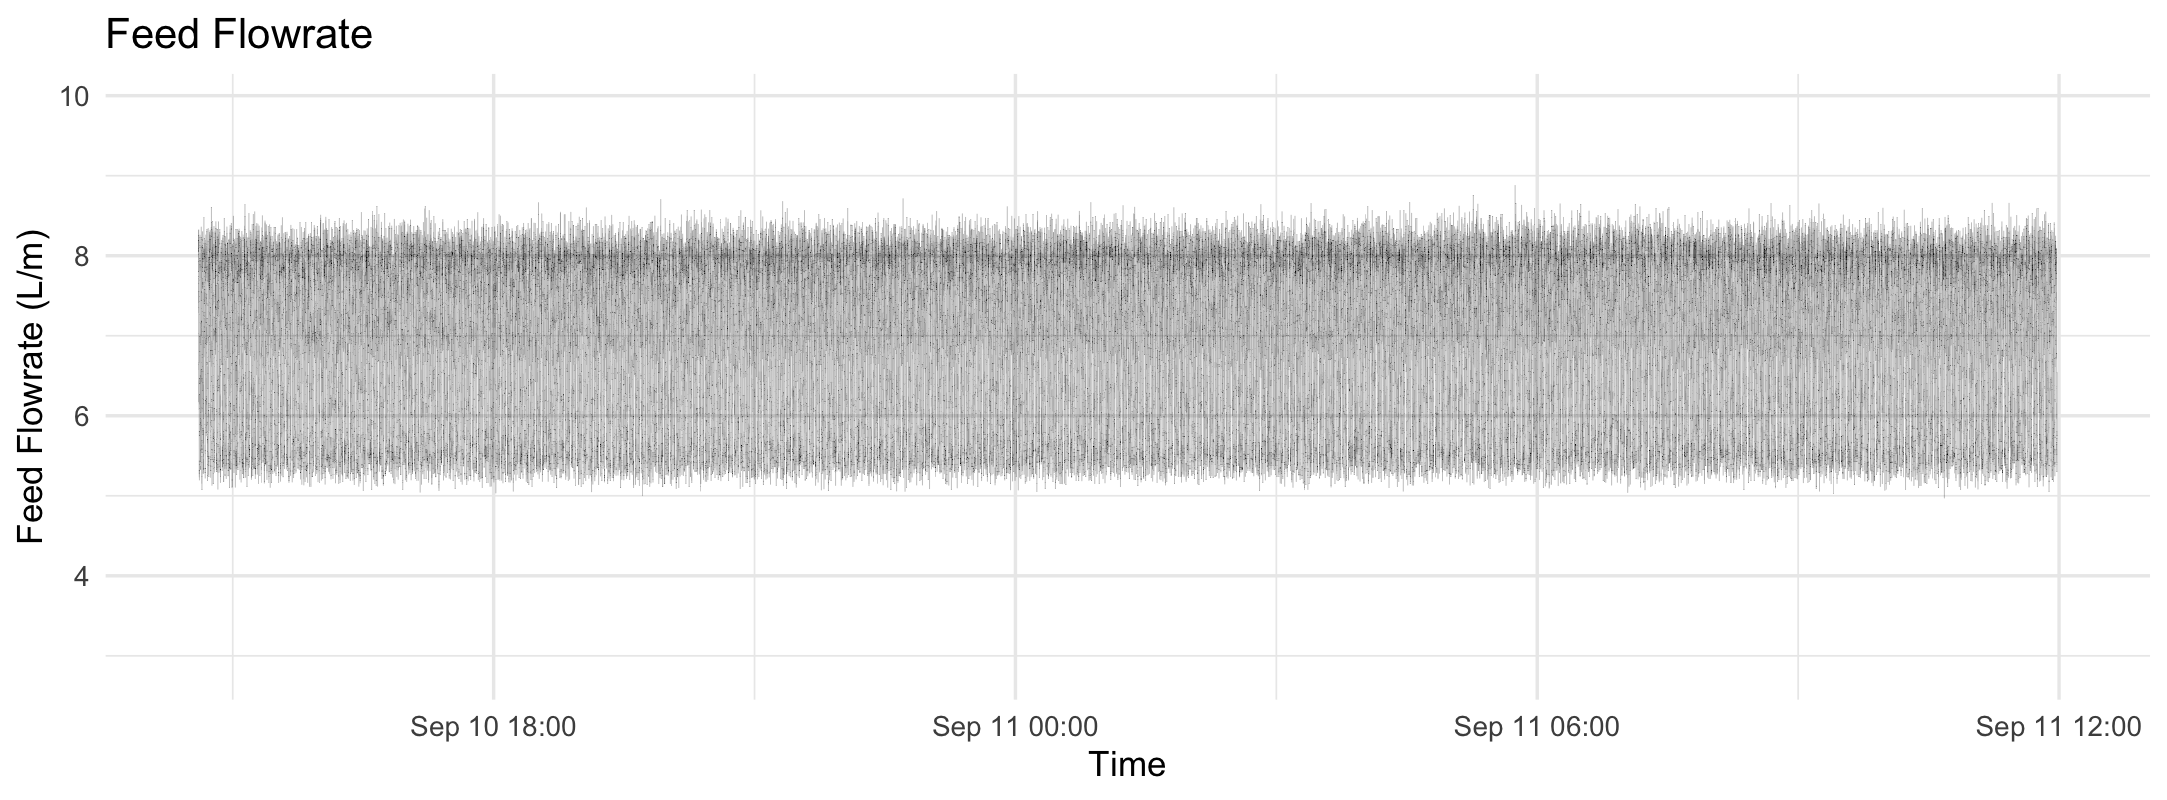 Feed Flowrate
10
8
6
4
Feed Flowrate (L/m)
Sep 10 18:00
Sep 11 00:00
Sep 11 06:00
Sep 11 12:00
Time